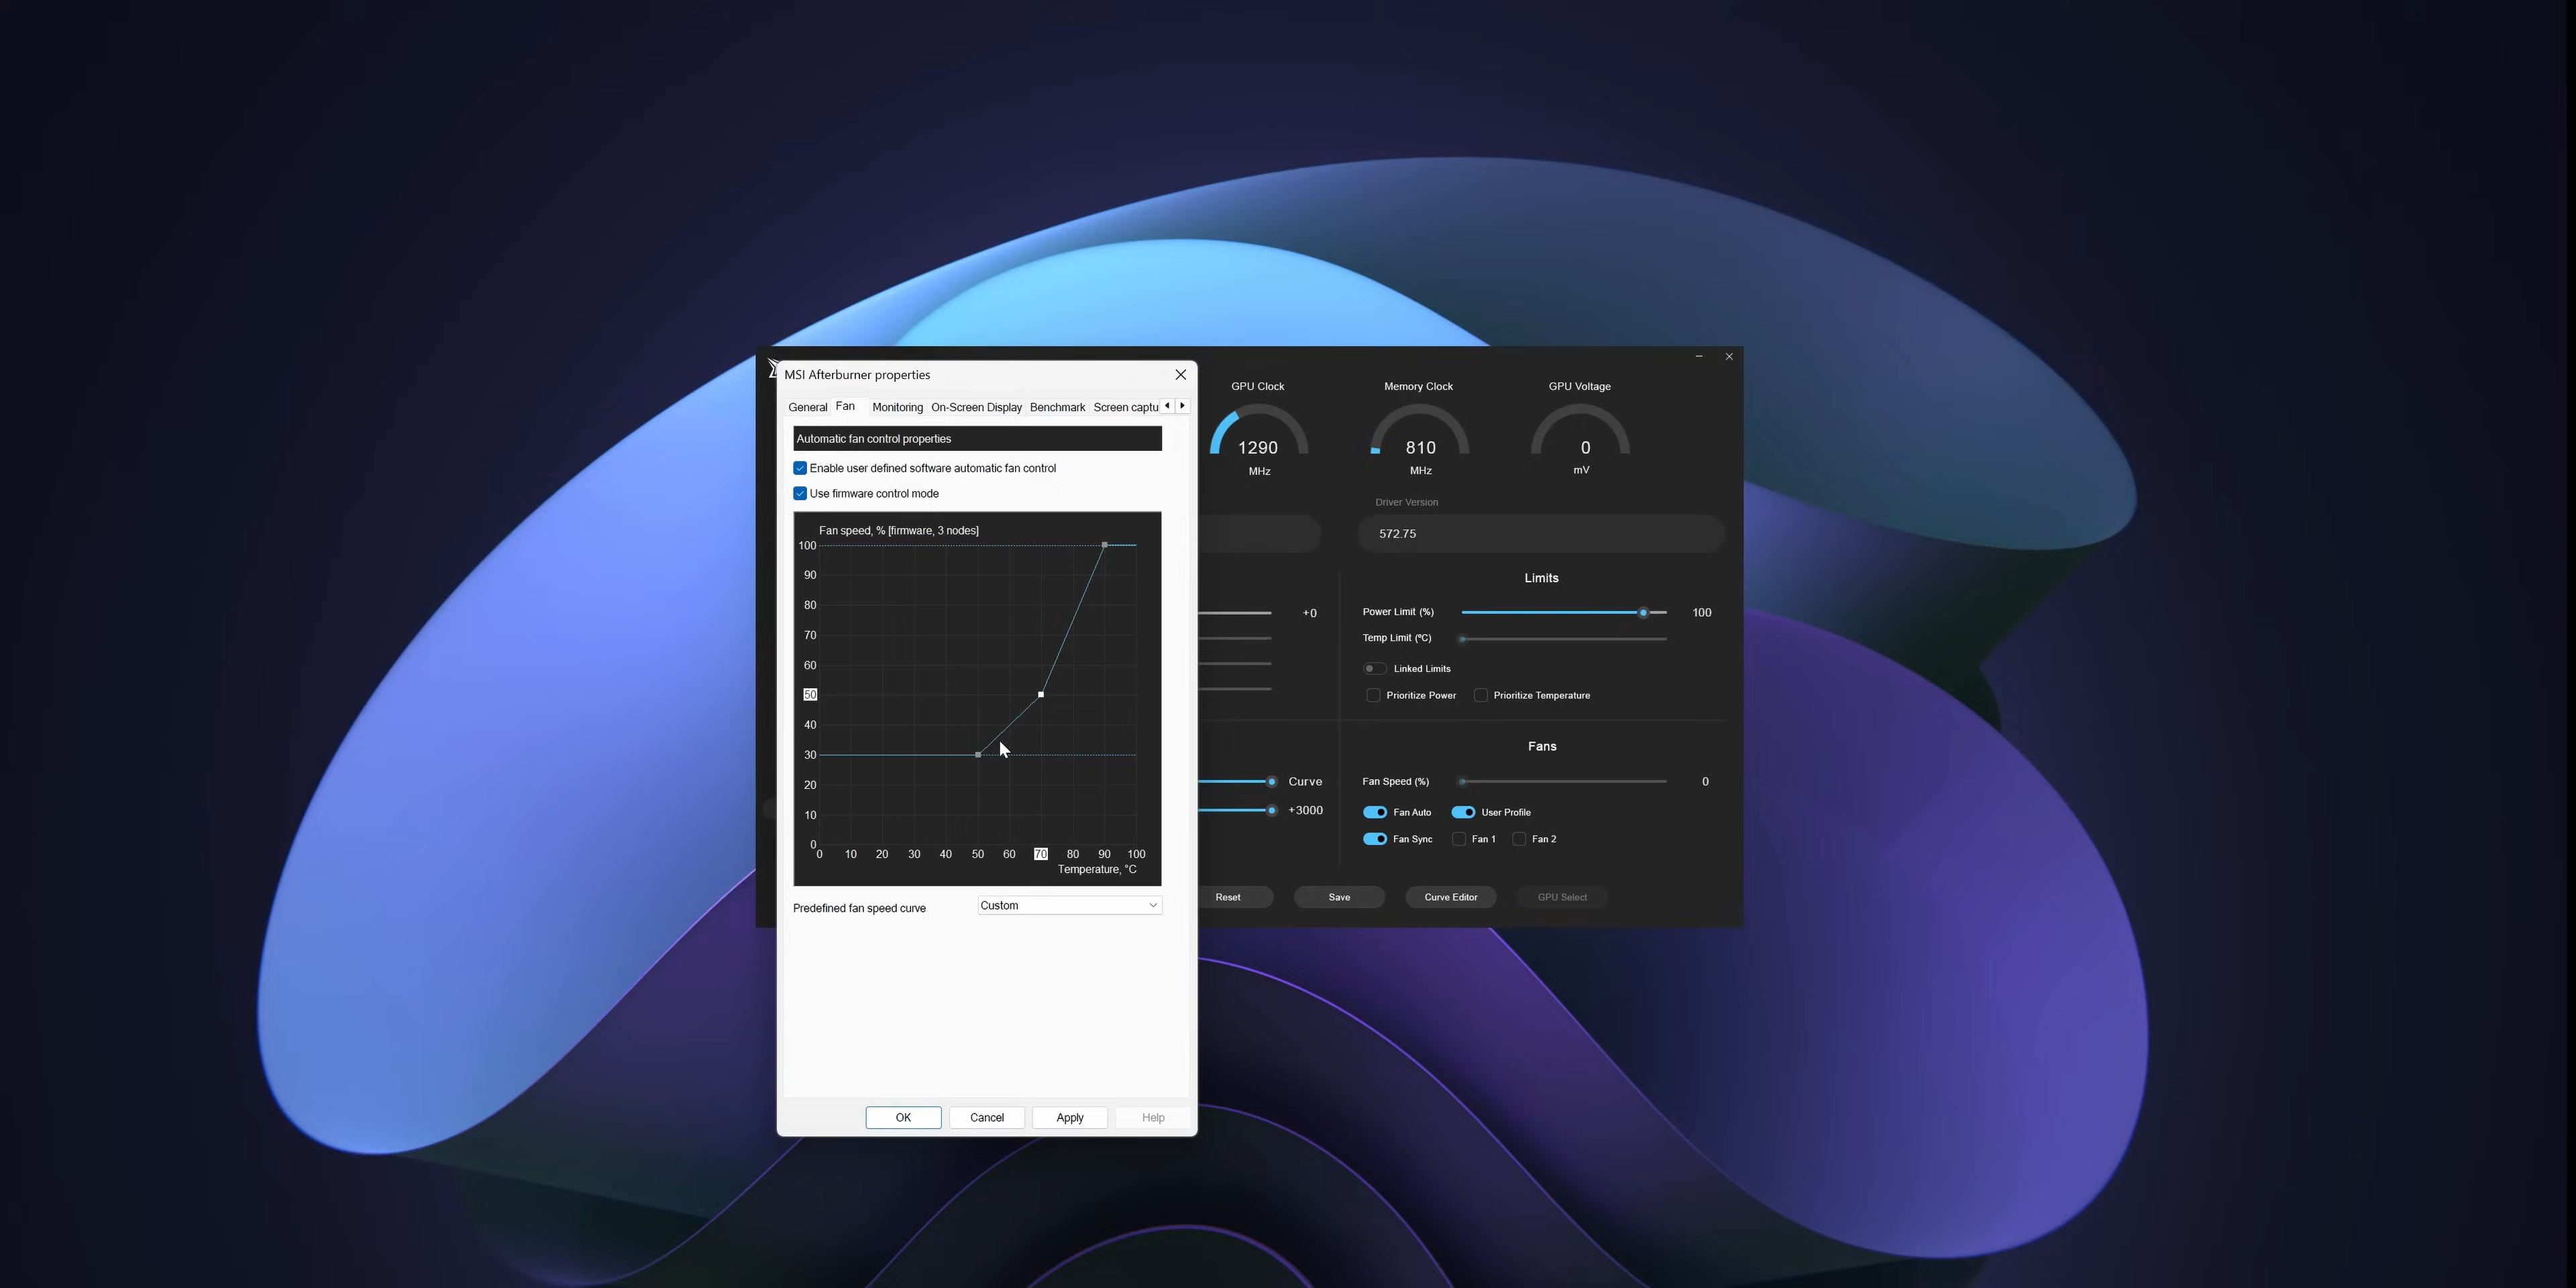 MSI Afterburner properties
General Fan Monitoring On-Screen Display Benchmark Screen captu
Automatic fan control properties
Enable user defined software automatic fan control
Use firmware control mode
Fan speed, % [firmware, 3 nodes]
100
90
80
70
60
50
40
30
20
10
0
0 10 20 30 40 50 60 70 80 90 100
Temperature, °C
Predefined fan speed curve Custom
OK Cancel Apply Help
GPU Clock Memory Clock GPU Voltage
1290 810 0
MHz MHz mV
Driver Version
572.75
Limits
+0 Power Limit (%) 100
Temp Limit (ºC)
Linked Limits
Prioritize Power Prioritize Temperature
Fans
Curve Fan Speed (%) 0
+3000 Fan Auto User Profile
Fan Sync Fan 1 Fan 2
Reset Save Curve Editor GPU Select